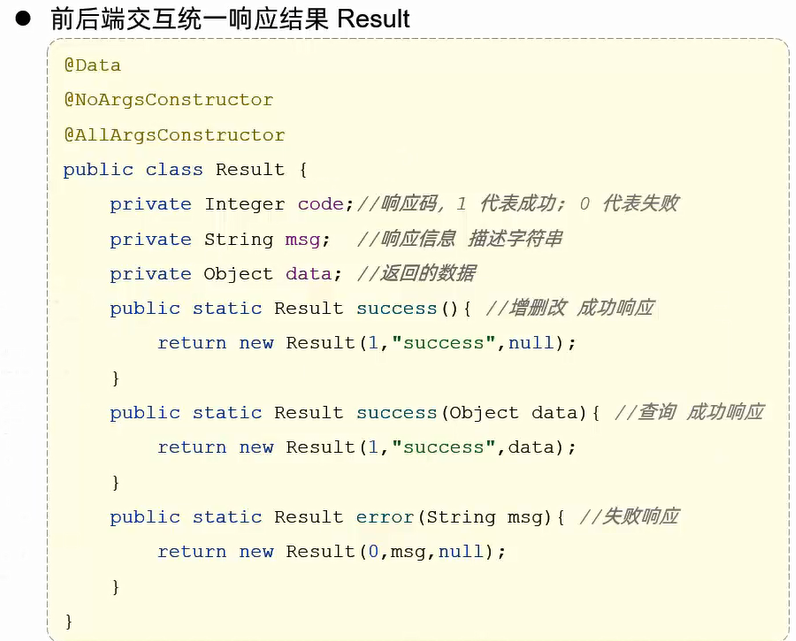 ● 前后端交互统一响应结果 Result
@Data
@NoArgsConstructor
@AllArgsConstructor
public class Result {
    private Integer code;//响应码，1 代表成功; 0 代表失败
    private String msg;  //响应信息 描述字符串
    private Object data; //返回的数据
    public static Result success(){ //增删改 成功响应
        return new Result(1,"success",null);
    }
    public static Result success(Object data){ //查询 成功响应
        return new Result(1,"success",data);
    }
    public static Result error(String msg){ //失败响应
        return new Result(0,msg,null);
    }
}